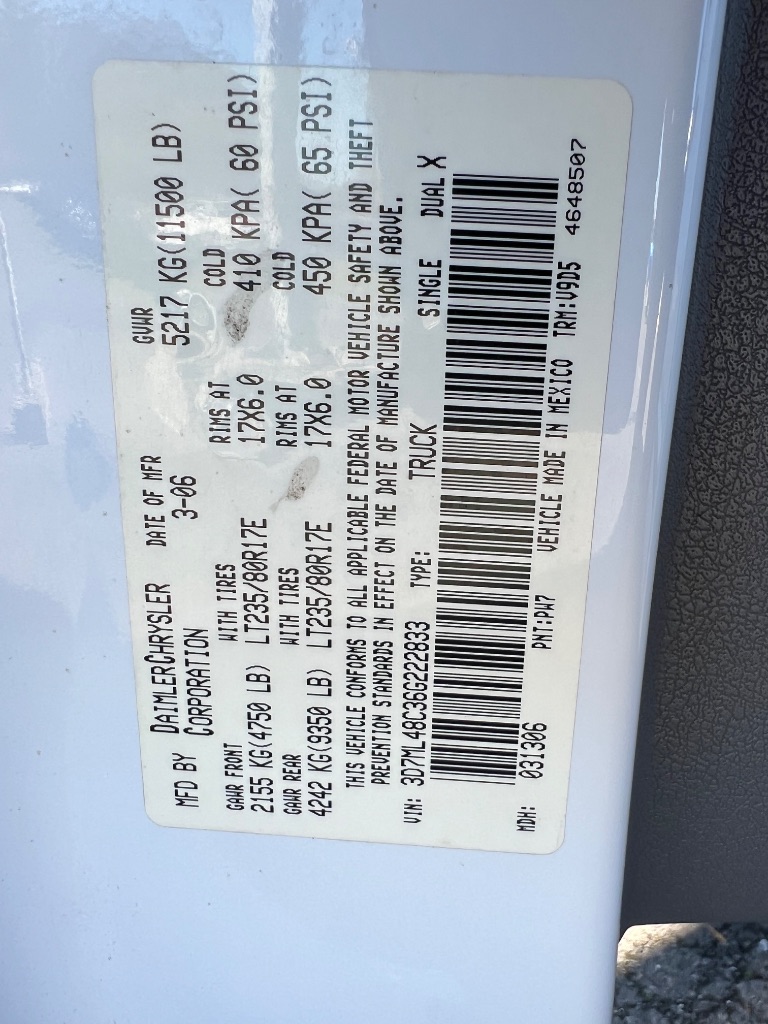 MFD BY DAIMLERCHRYSLER CORPORATION
DATE OF MFR 3-06
GVWR 5217 KG(11500 LB)
GAWR FRONT WITH TIRES RIMS AT COLD
2155 KG(4750 LB) LT235/80R17E 17X6.0 410 KPA( 60 PSI)
GAWR REAR WITH TIRES RIMS AT COLD
4242 KG(9350 LB) LT235/80R17E 17X6.0 450 KPA( 65 PSI)
THIS VEHICLE CONFORMS TO ALL APPLICABLE FEDERAL MOTOR VEHICLE SAFETY AND THEFT
PREVENTION STANDARDS IN EFFECT ON THE DATE OF MANUFACTURE SHOWN ABOVE.
VIN: 3D7ML48C36G222833 TYPE: TRUCK SINGLE DUAL X
MDH: 031306 PNT:PW7 VEHICLE MADE IN MEXICO TRM:V9D5 4648507